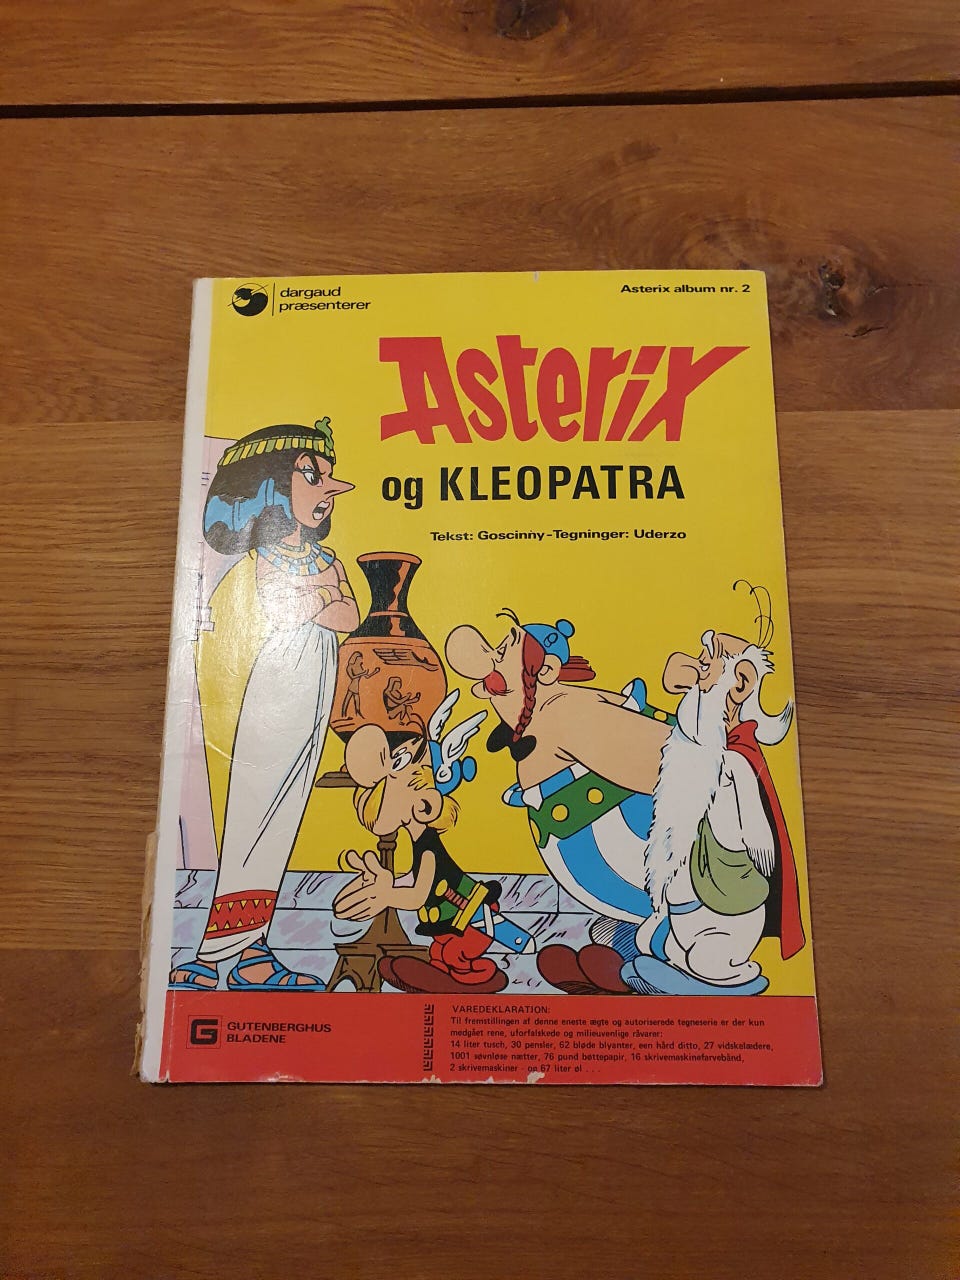 dargaud
præsenterer
Asterix album nr. 2
Asterix
og KLEOPATRA
Tekst: Goscinny-Tegninger: Uderzo
G GUTENBERGHUS
BLADENE
VAREDEKLARATION:
Til fremstillingen af denne eneste ægte og autoriserede tegneserie er der kun
medgået rene, uforfalskede og milieuvenlige råvarer:
14 liter tusch, 30 pensler, 62 bløde blyanter, een hård ditto, 27 vidskelædere,
1001 søvnløse nætter, 76 pund bøttepapir, 16 skrivemaskinefarvebånd,
2 skrivemaskiner - og 67 liter øl . . .